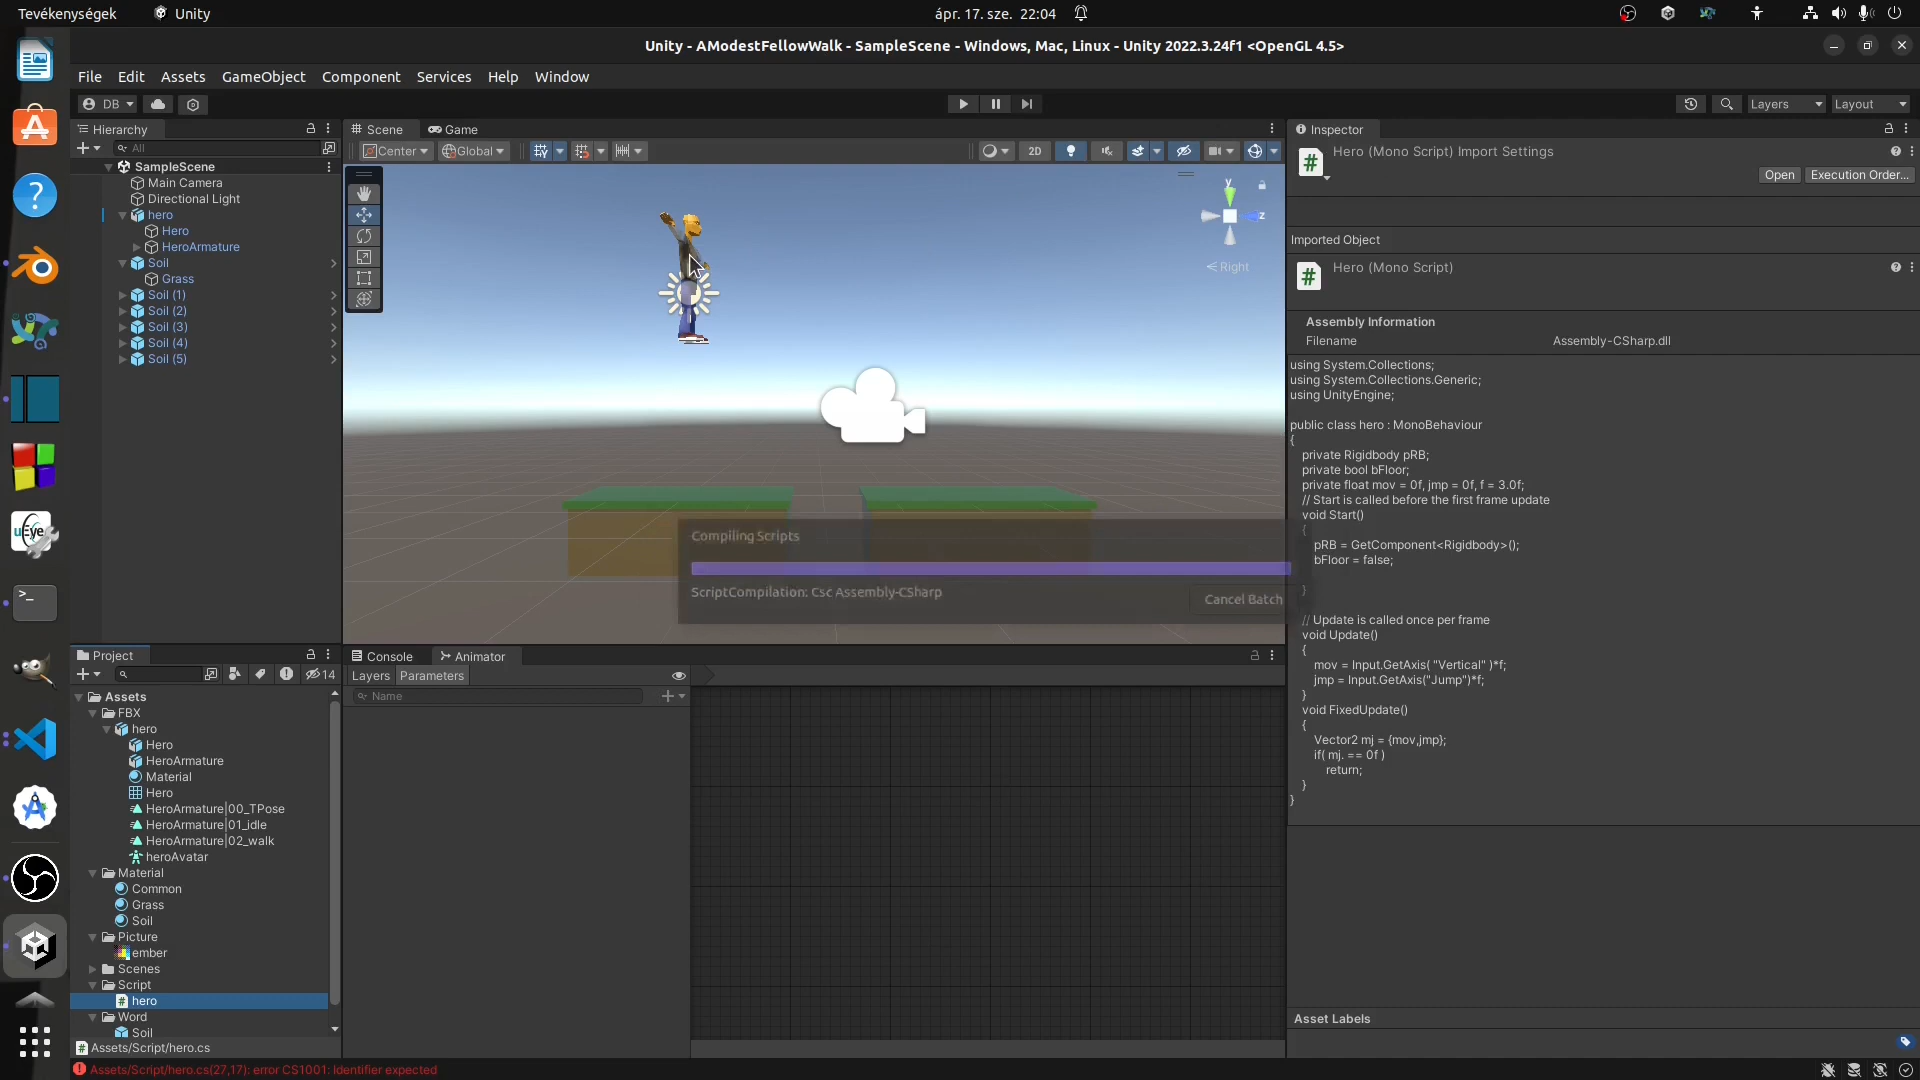 Tevékenységek
Unity
ápr. 17. sze. 22:04
Unity - AModestFellowWalk - SampleScene - Windows, Mac, Linux - Unity 2022.3.24f1 <OpenGL 4.5>
File Edit Assets GameObject Component Services Help Window
DB
Layers
Layout
Hierarchy
All
SampleScene
Main Camera
Directional Light
hero
Hero
HeroArmature
Soil
Grass
Soil (1)
Soil (2)
Soil (3)
Soil (4)
Soil (5)
Scene
Game
Center
Global
2D
y
z
Right
Compiling Scripts
ScriptCompilation: Csc Assembly-CSharp
Cancel Batch
Inspector
Hero (Mono Script) Import Settings
Open
Execution Order...
Imported Object
Hero (Mono Script)
Assembly Information
Filename
Assembly-CSharp.dll
using System.Collections;
using System.Collections.Generic;
using UnityEngine;
public class hero : MonoBehaviour
{
private Rigidbody pRB;
private bool bFloor;
private float mov = 0f, jmp = 0f, f = 3.0f;
// Start is called before the first frame update
void Start()
{
pRB = GetComponent<Rigidbody>();
bFloor = false;
}
// Update is called once per frame
void Update()
{
mov = Input.GetAxis( "Vertical" )*f;
jmp = Input.GetAxis("Jump")*f;
}
void FixedUpdate()
{
Vector2 mj = {mov,jmp};
if( mj. == 0f )
return;
}
}
Asset Labels
Project
14
Assets
FBX
hero
Hero
HeroArmature
Material
Hero
HeroArmature|00_TPose
HeroArmature|01_idle
HeroArmature|02_walk
heroAvatar
Material
Common
Grass
Soil
Picture
ember
Scenes
Script
hero
Word
Soil
Assets/Script/hero.cs
Console
Animator
Layers
Parameters
Name
Assets/Script/hero.cs(27,17): error CS1001: Identifier expected
uEye